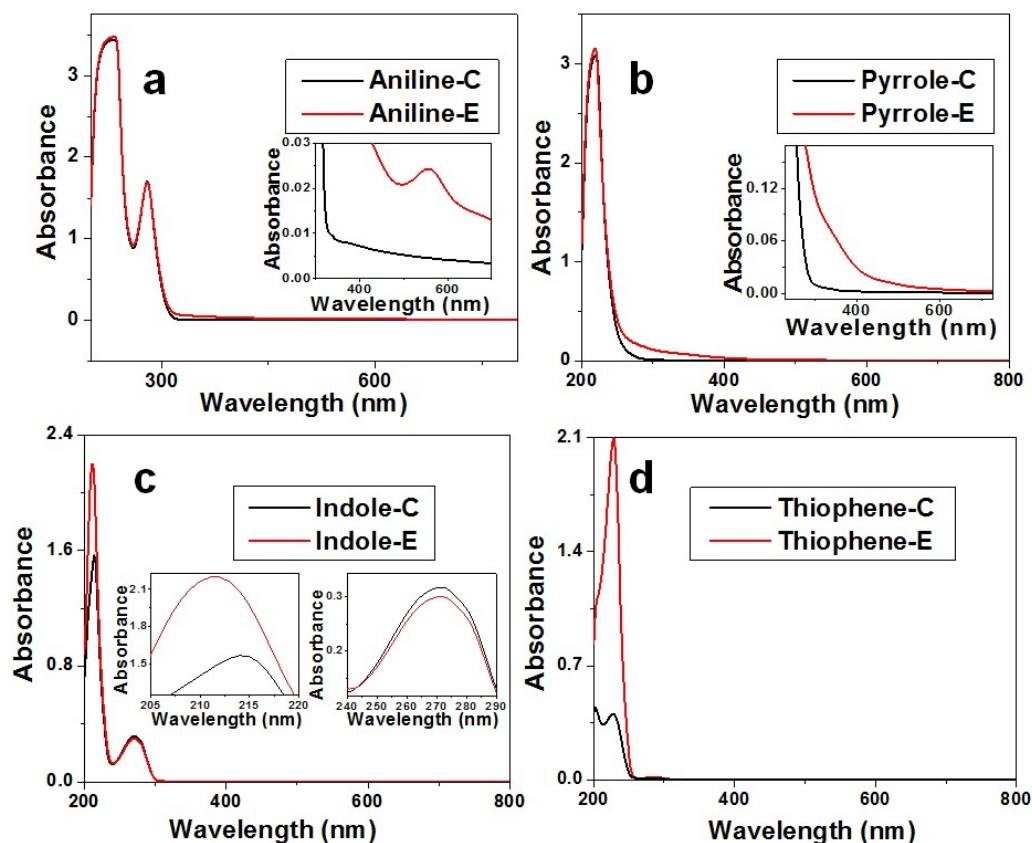 a
Aniline-C
Aniline-E
Absorbance
3
2
1
0
300
600
Wavelength (nm)
Absorbance
0.03
0.02
0.01
0.00
400
600
Wavelength (nm)
b
Pyrrole-C
Pyrrole-E
Absorbance
3
2
1
0
200
400
600
800
Wavelength (nm)
Absorbance
0.12
0.06
0.00
400
600
Wavelength (nm)
c
Indole-C
Indole-E
Absorbance
2.4
1.6
0.8
0.0
200
400
600
800
Wavelength (nm)
Absorbance
2.1
1.8
1.5
205
210
215
220
Wavelength (nm)
Absorbance
0.3
0.2
240
250
260
270
280
290
Wavelength (nm)
d
Thiophene-C
Thiophene-E
Absorbance
2.1
1.4
0.7
0.0
200
400
600
800
Wavelength (nm)